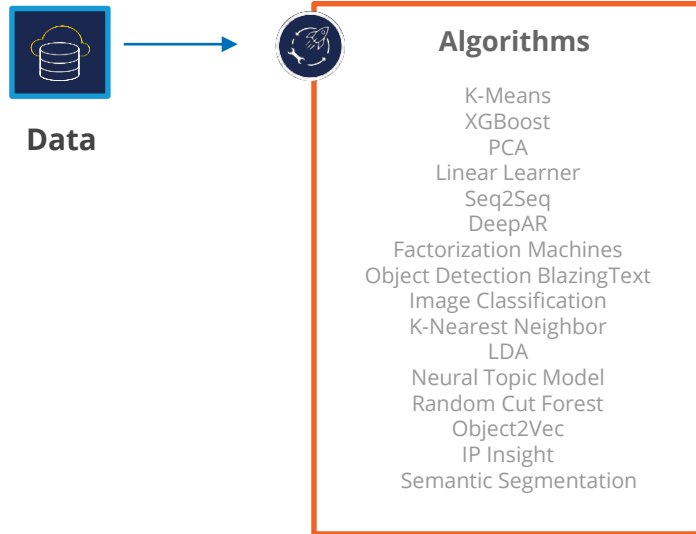 Data
Algorithms
K-Means
XGBoost
PCA
Linear Learner
Seq2Seq
DeepAR
Factorization Machines
Object Detection BlazingText
Image Classification
K-Nearest Neighbor
LDA
Neural Topic Model
Random Cut Forest
Object2Vec
IP Insight
Semantic Segmentation